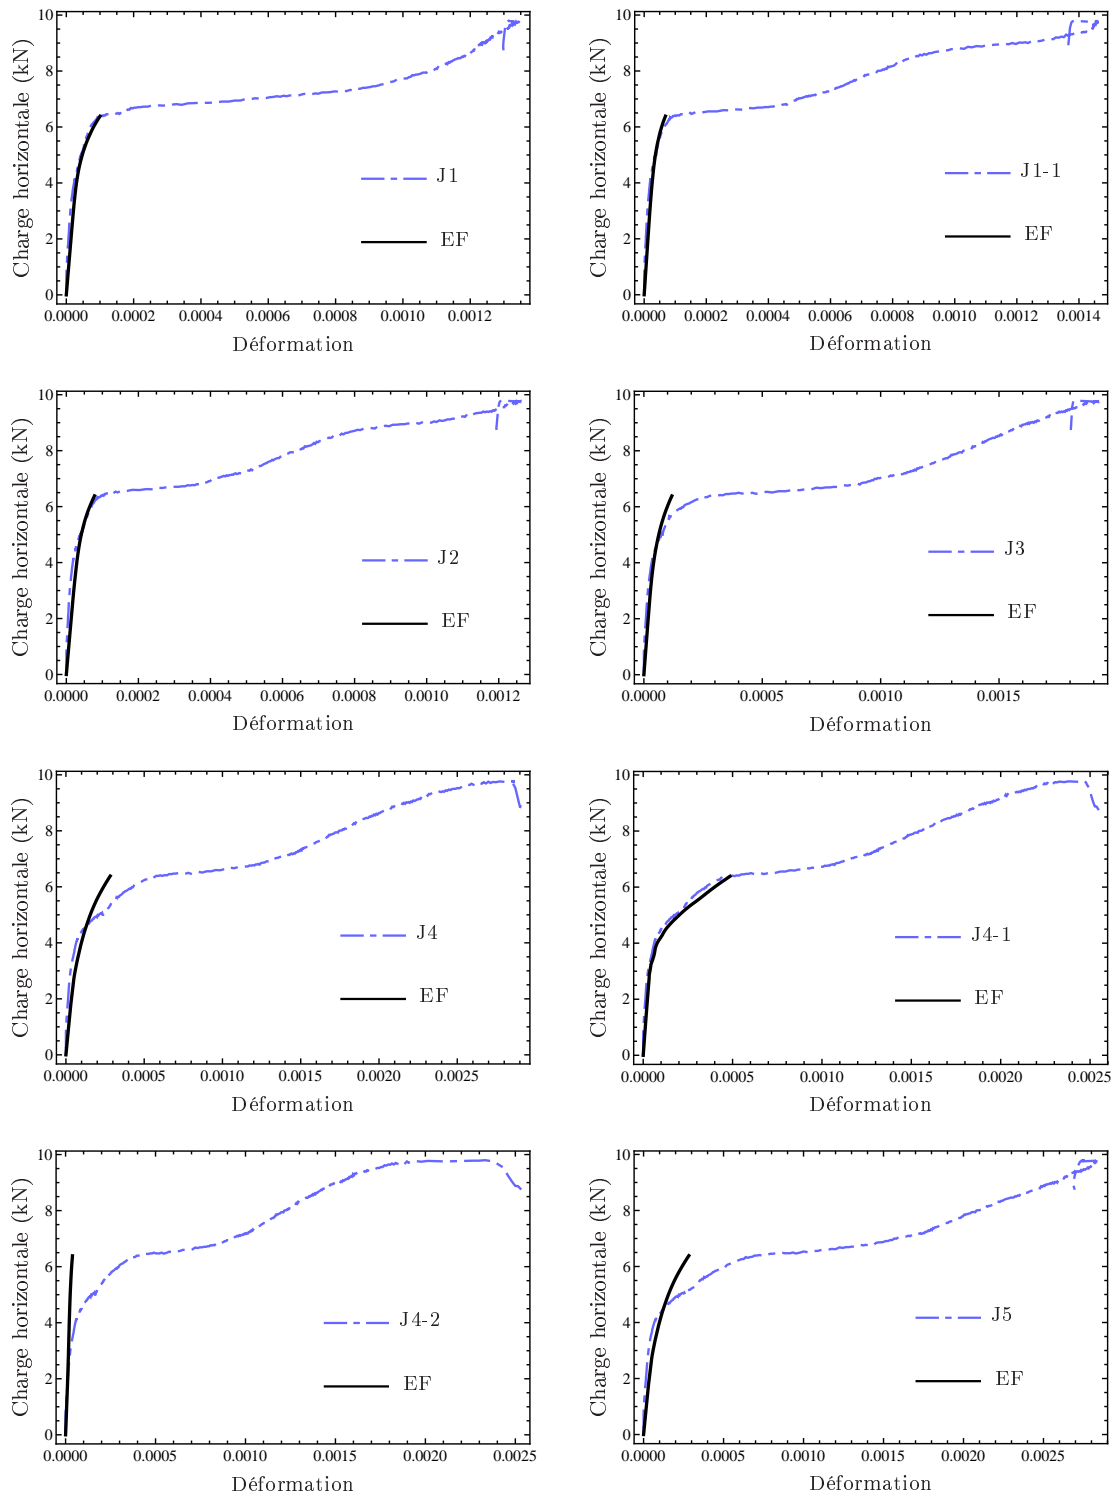 10
8
6
4
2
0
Charge horizontale (kN)
J1
EF
0.0000 0.0002 0.0004 0.0006 0.0008 0.0010 0.0012
Déformation
10
8
6
4
2
0
Charge horizontale (kN)
J1-1
EF
0.0000 0.0002 0.0004 0.0006 0.0008 0.0010 0.0012 0.0014
Déformation
10
8
6
4
2
0
Charge horizontale (kN)
J2
EF
0.0000 0.0002 0.0004 0.0006 0.0008 0.0010 0.0012
Déformation
10
8
6
4
2
0
Charge horizontale (kN)
J3
EF
0.0000 0.0005 0.0010 0.0015
Déformation
10
8
6
4
2
0
Charge horizontale (kN)
J4
EF
0.0000 0.0005 0.0010 0.0015 0.0020 0.0025
Déformation
10
8
6
4
2
0
Charge horizontale (kN)
J4-1
EF
0.0000 0.0005 0.0010 0.0015 0.0020 0.0025
Déformation
10
8
6
4
2
0
Charge horizontale (kN)
J4-2
EF
0.0000 0.0005 0.0010 0.0015 0.0020 0.0025
Déformation
10
8
6
4
2
0
Charge horizontale (kN)
J5
EF
0.0000 0.0005 0.0010 0.0015 0.0020 0.0025
Déformation